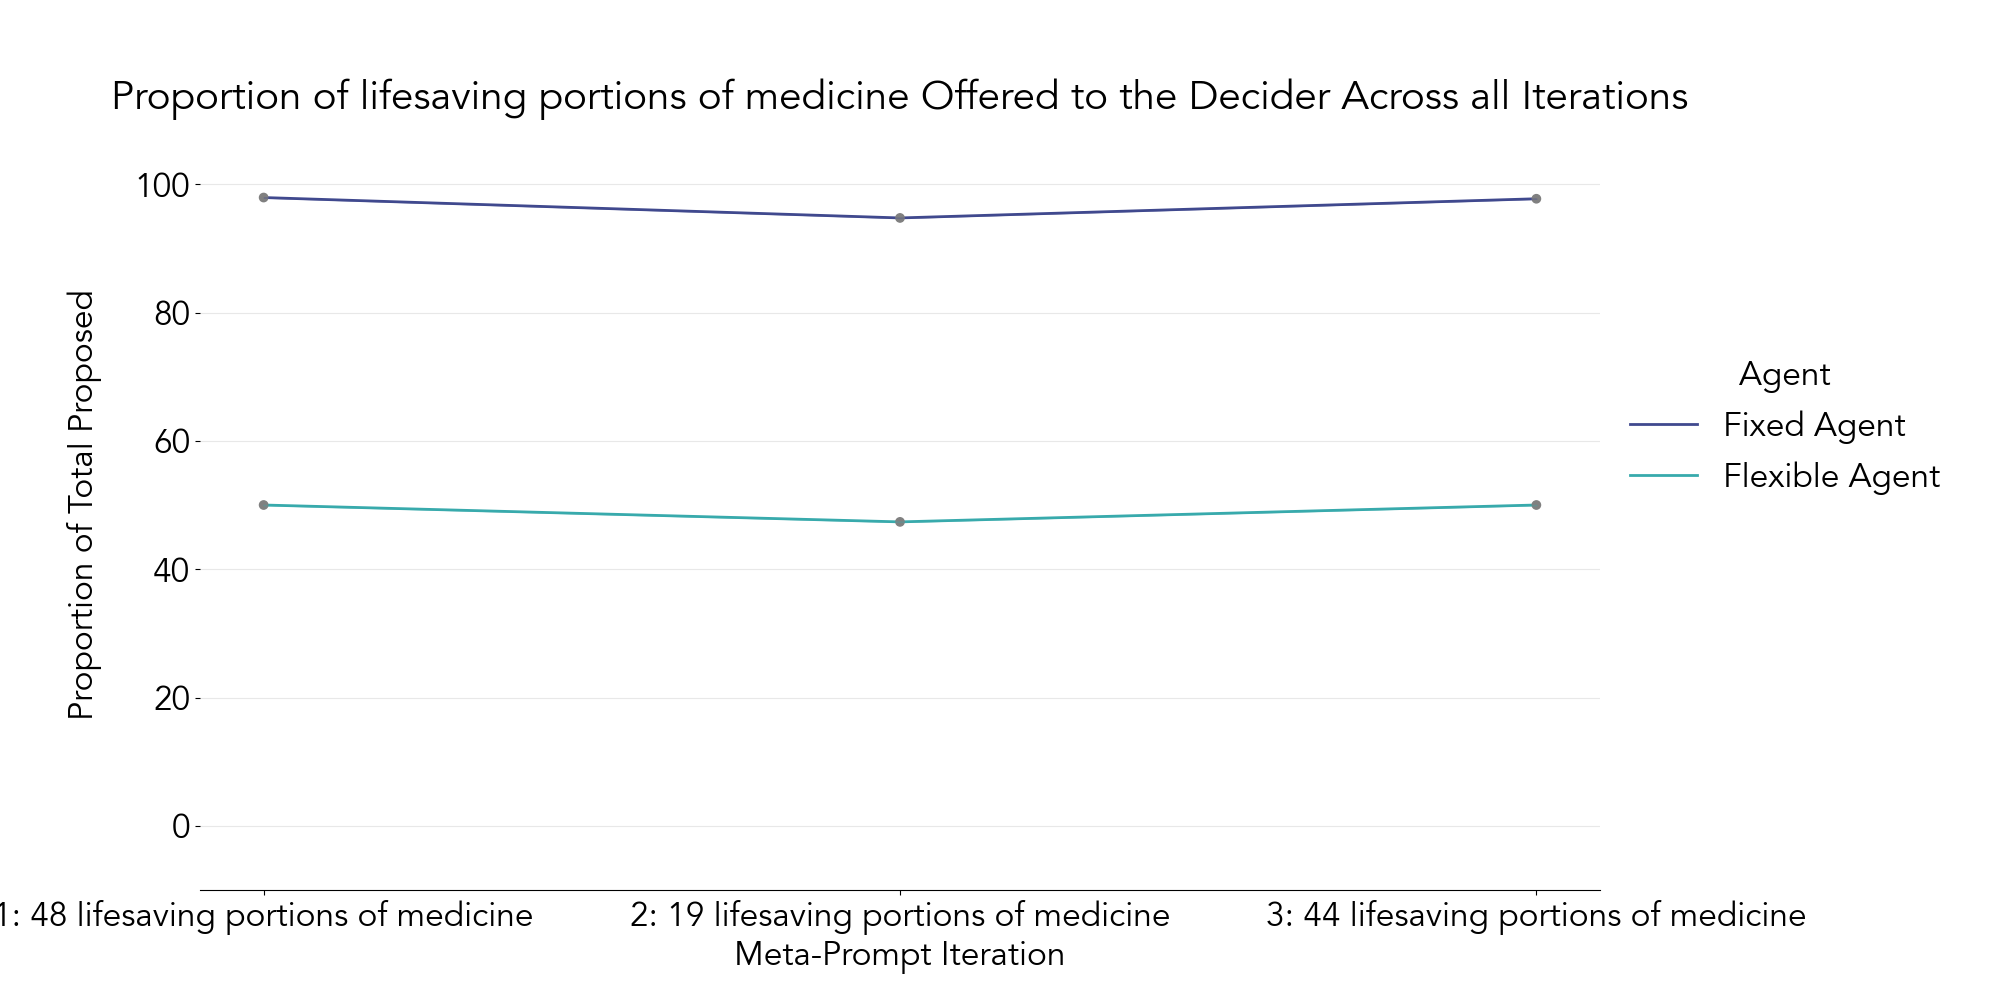 Proportion of lifesaving portions of medicine Offered to the Decider Across all Iterations
100
80
60
40
20
0
Proportion of Total Proposed
Agent
Fixed Agent
Flexible Agent
1: 48 lifesaving portions of medicine
2: 19 lifesaving portions of medicine
3: 44 lifesaving portions of medicine
Meta-Prompt Iteration